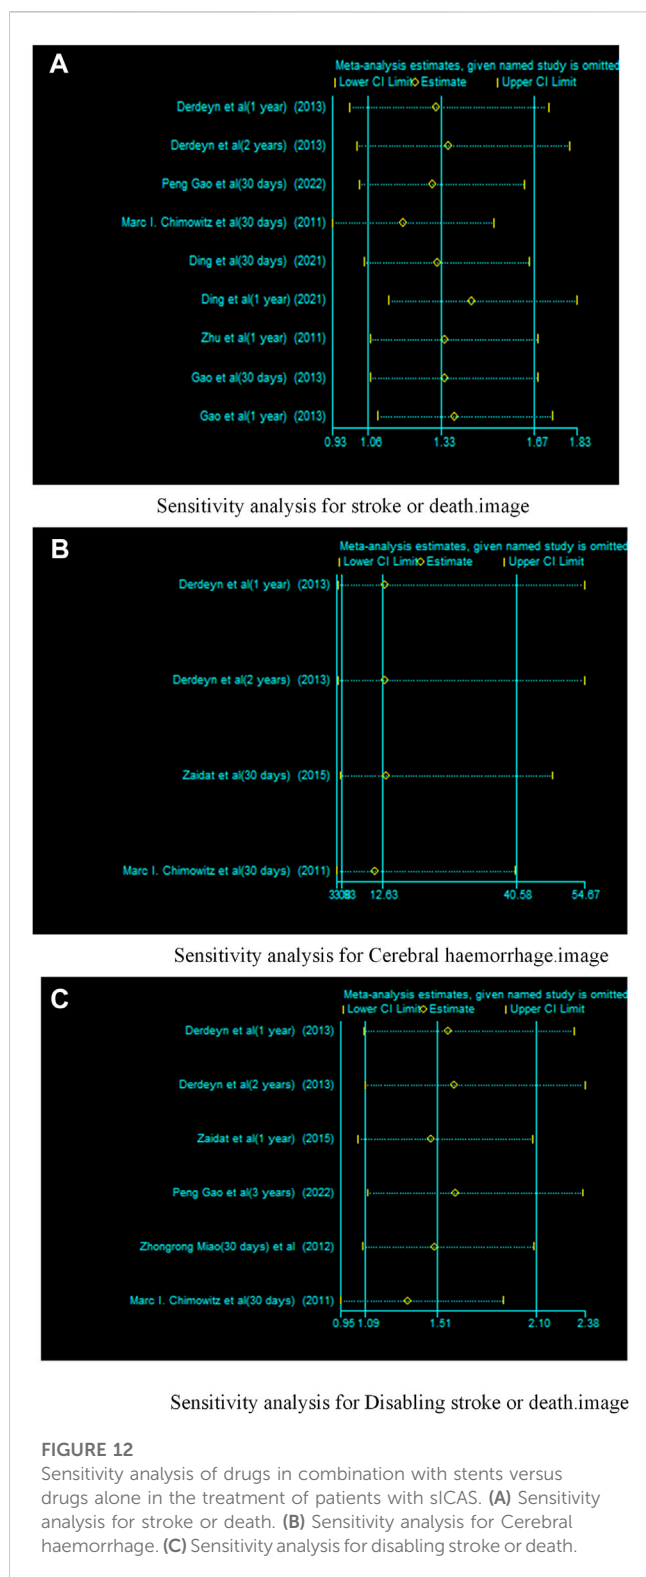 A
Meta-analysis estimates, given named study is omitted
Lower CI Limit Estimate Upper CI Limit
Derdeyn et al(1 year) (2013)
Derdeyn et al(2 years) (2013)
Peng Gao et al(30 days) (2022)
Marc I. Chimowitz et al(30 days) (2011)
Ding et al(30 days) (2021)
Ding et al(1 year) (2021)
Zhu et al(1 year) (2011)
Gao et al(30 days) (2013)
Gao et al(1 year) (2013)
0.93 1.06 1.33 1.67 1.83
Sensitivity analysis for stroke or death.image
B
Meta-analysis estimates, given named study is omitted
Lower CI Limit Estimate Upper CI Limit
Derdeyn et al(1 year) (2013)
Derdeyn et al(2 years) (2013)
Zaidat et al(30 days) (2015)
Marc I. Chimowitz et al(30 days) (2011)
12.63 40.58 54.67
Sensitivity analysis for Cerebral haemorrhage.image
C
Meta-analysis estimates, given named study is omitted
Lower CI Limit Estimate Upper CI Limit
Derdeyn et al(1 year) (2013)
Derdeyn et al(2 years) (2013)
Zaidat et al(1 year) (2015)
Peng Gao et al(3 years) (2022)
Zhongrong Miao(30 days) et al (2012)
Marc I. Chimowitz et al(30 days) (2011)
0.95 1.09 1.51 2.10 2.38
Sensitivity analysis for Disabling stroke or death.image
FIGURE 12
Sensitivity analysis of drugs in combination with stents versus
drugs alone in the treatment of patients with sICAS. (A) Sensitivity
analysis for stroke or death. (B) Sensitivity analysis for Cerebral
haemorrhage. (C) Sensitivity analysis for disabling stroke or death.